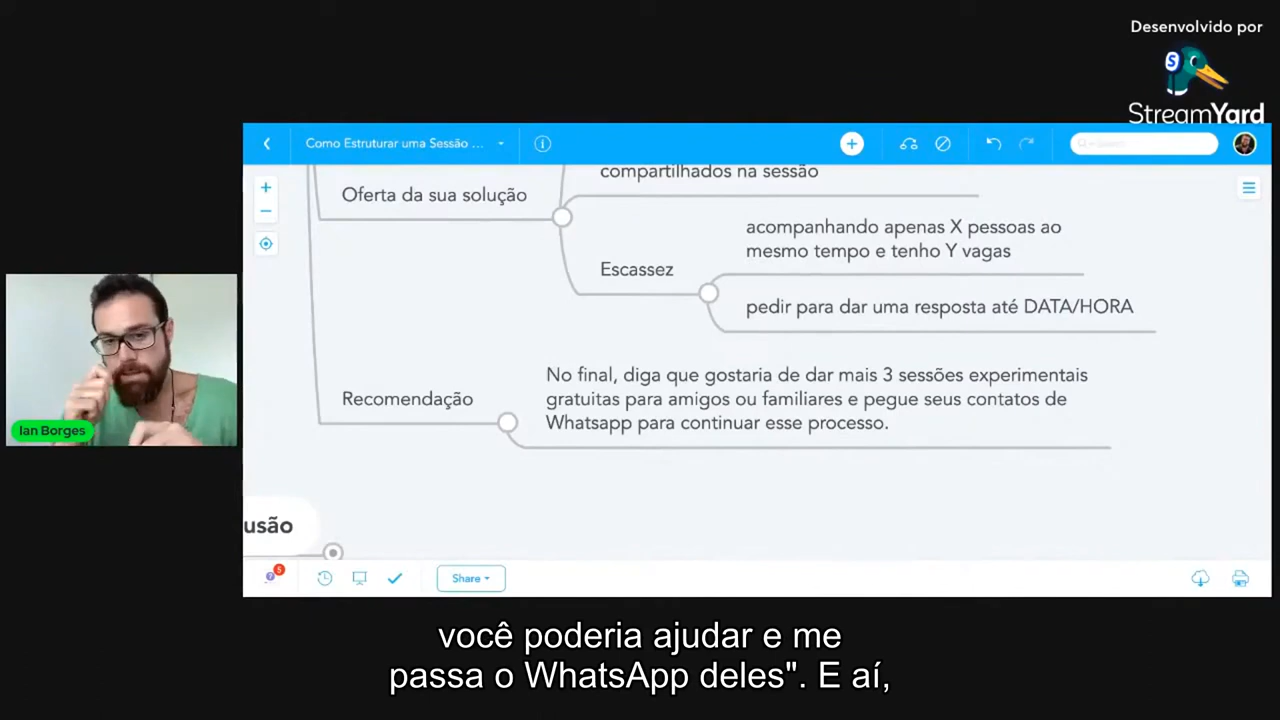 Desenvolvido por
StreamYard
Como Estruturar uma Sessão ...
compartilhados na sessão
Oferta da sua solução
acompanhando apenas X pessoas ao
mesmo tempo e tenho Y vagas
Escassez
pedir para dar uma resposta até DATA/HORA
No final, diga que gostaria de dar mais 3 sessões experimentais
gratuitas para amigos ou familiares e pegue seus contatos de
Whatsapp para continuar esse processo.
Recomendação
Ian Borges
usão
5
Share
você poderia ajudar e me
passa o WhatsApp deles". E aí,